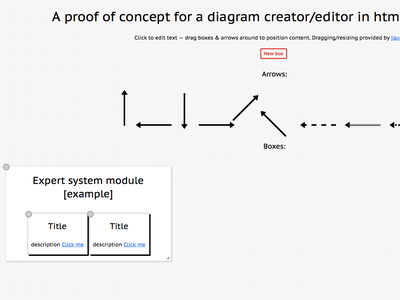 A proof of concept for a diagram creator/editor in htm
Click to edit text — drag boxes & arrows around to position content. Dragging/resizing provided by
New box
Arrows:
Boxes:
Expert system module
[example]
Title
Title
description Click me
description Click me